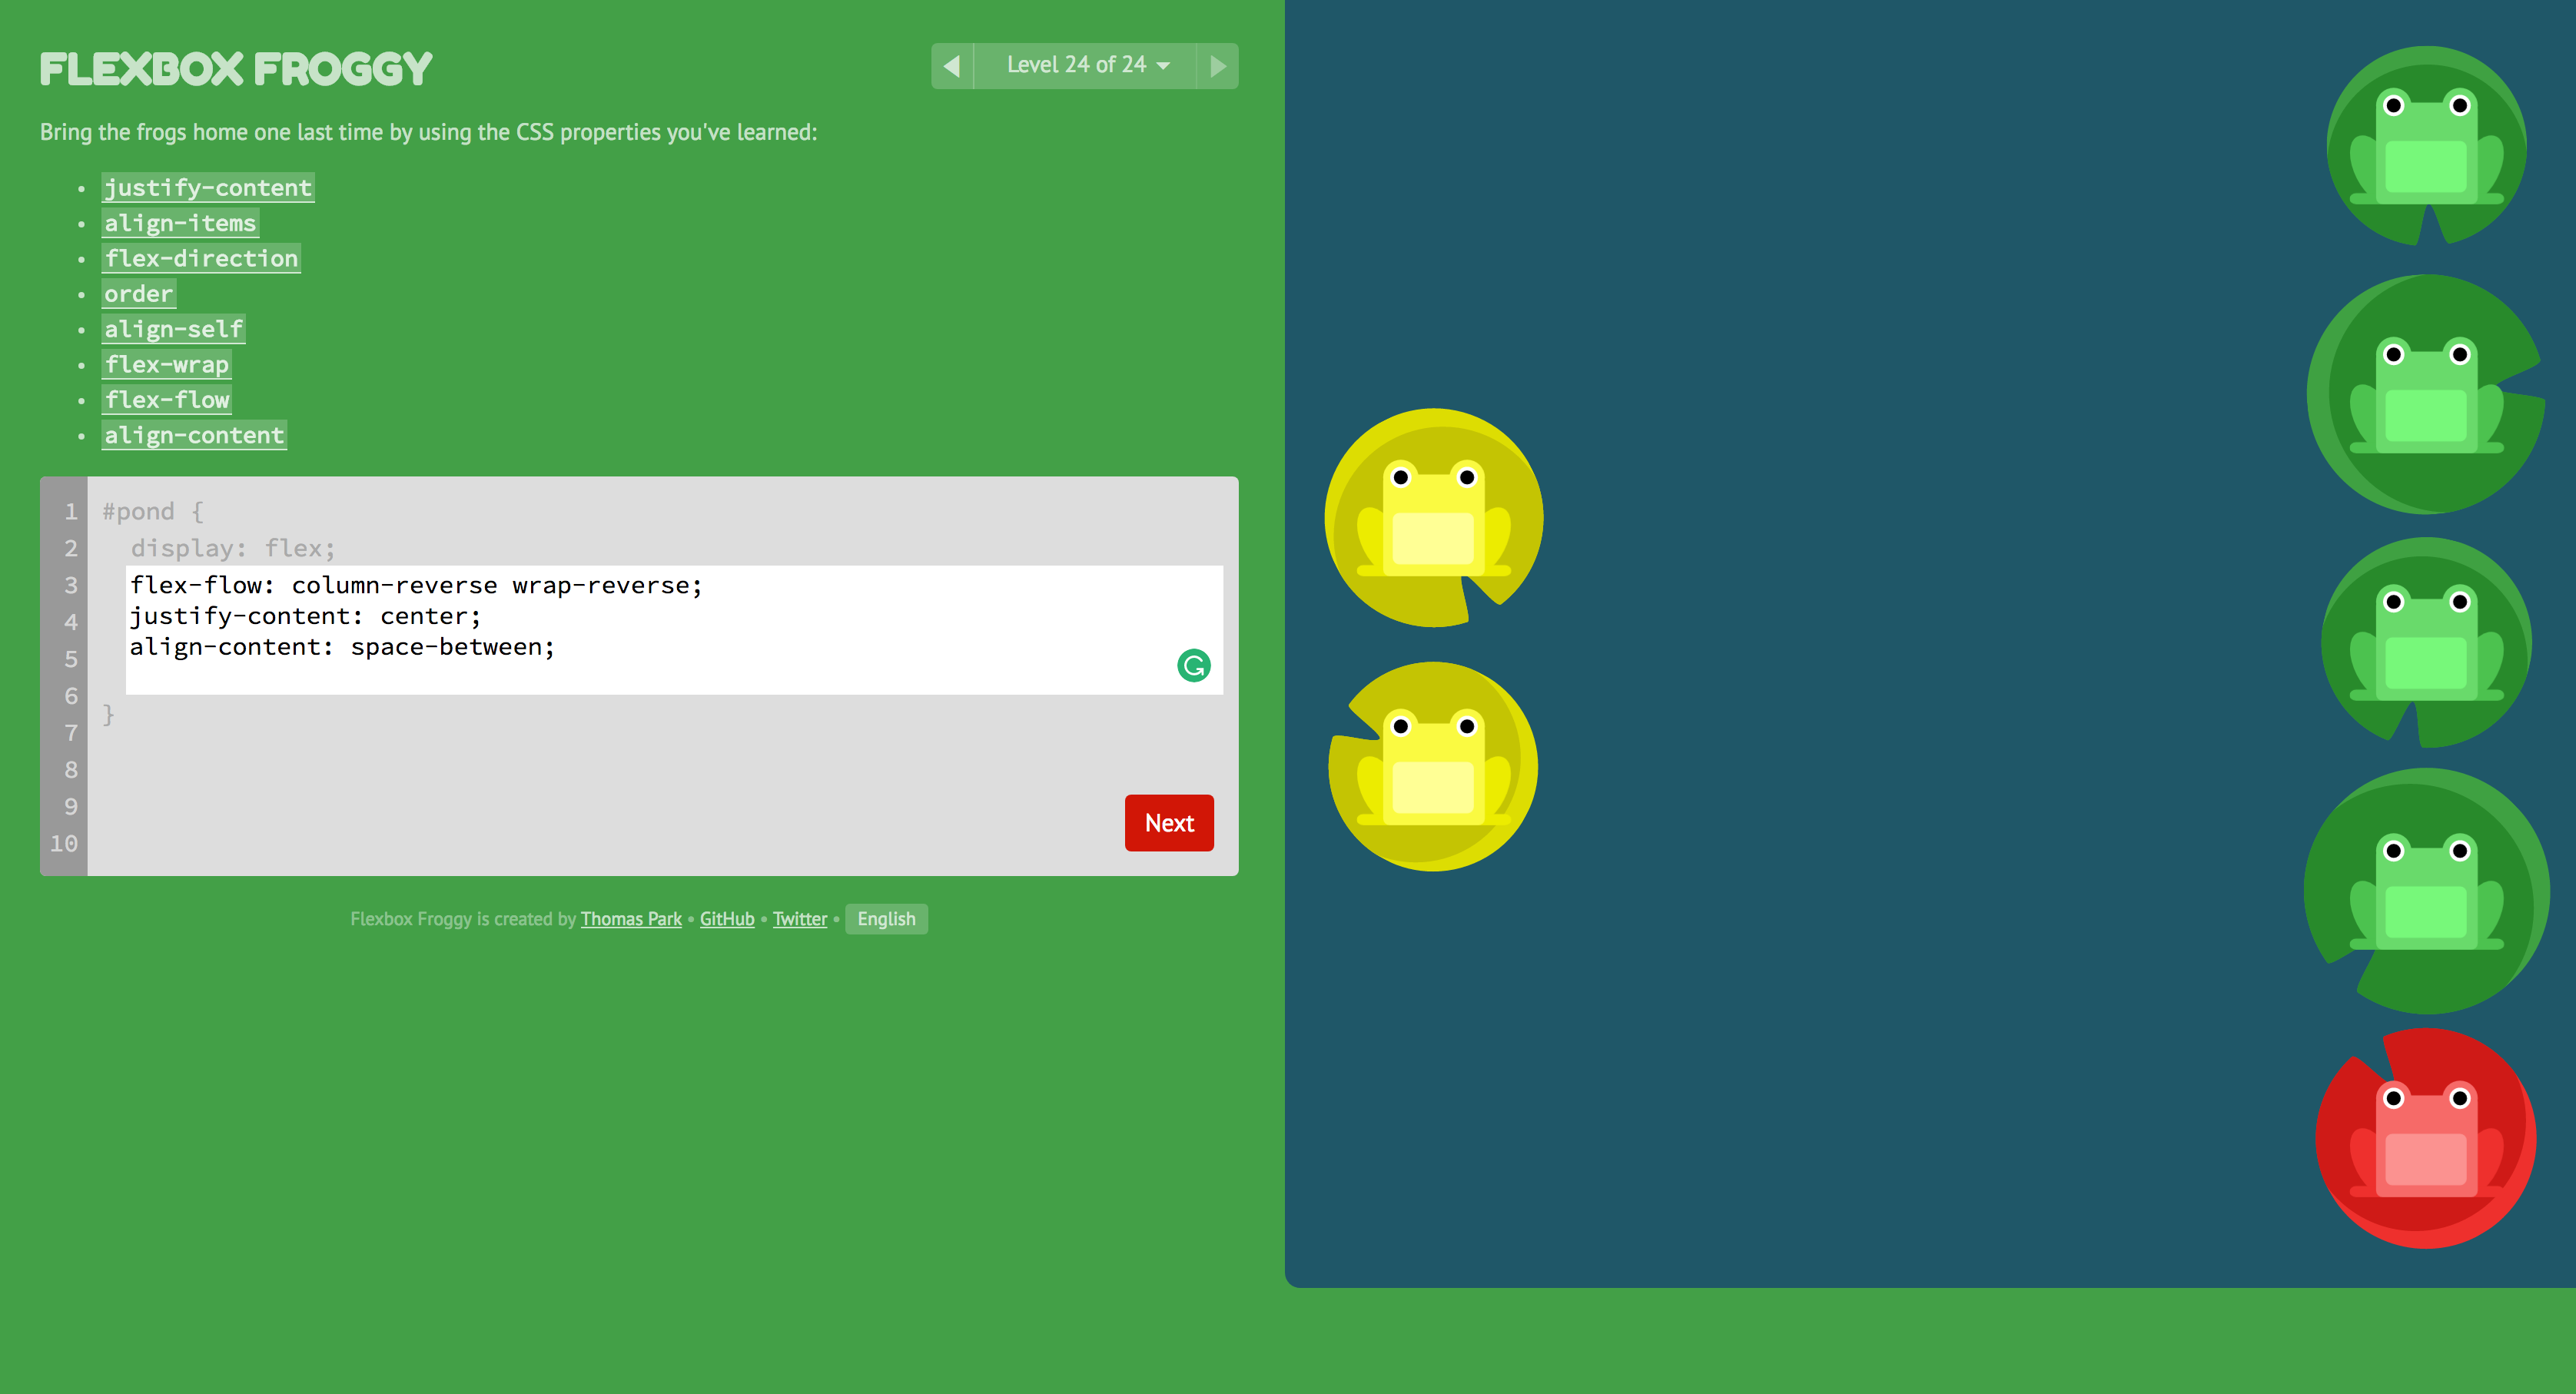 FLEXBOX FROGGY
Level 24 of 24
Bring the frogs home one last time by using the CSS properties you've learned:
• justify-content
• align-items
• flex-direction
• order
• align-self
• flex-wrap
• flex-flow
• align-content
1 #pond {
2 display: flex;
3 flex-flow: column-reverse wrap-reverse;
4 justify-content: center;
5 align-content: space-between;
6
7 }
8
9
10
Next
Flexbox Froggy is created by Thomas Park • GitHub • Twitter • English